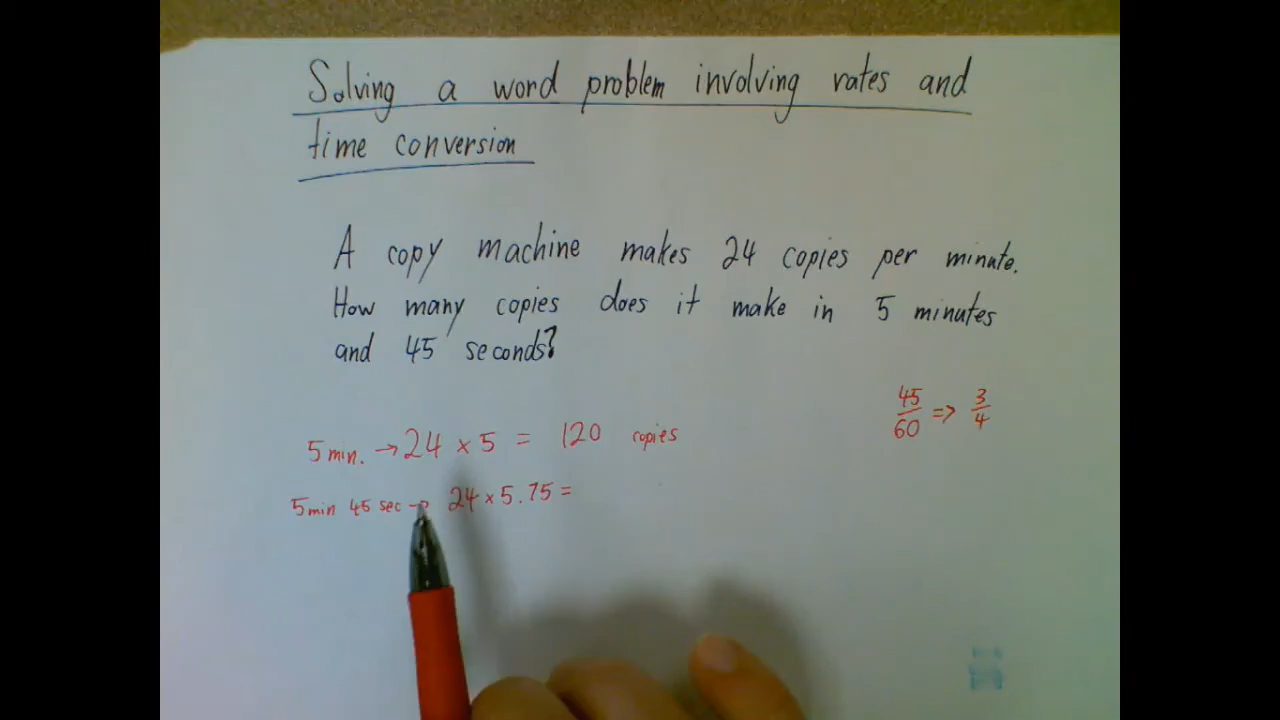 Solving a word problem involving rates and
time conversion
A copy machine makes 24 copies per minute.
How many copies does it make in 5 minutes
and 45 seconds?
45/60 => 3/4
5 min. → 24 × 5 = 120 copies
5 min 45 sec → 24 × 5.75 =